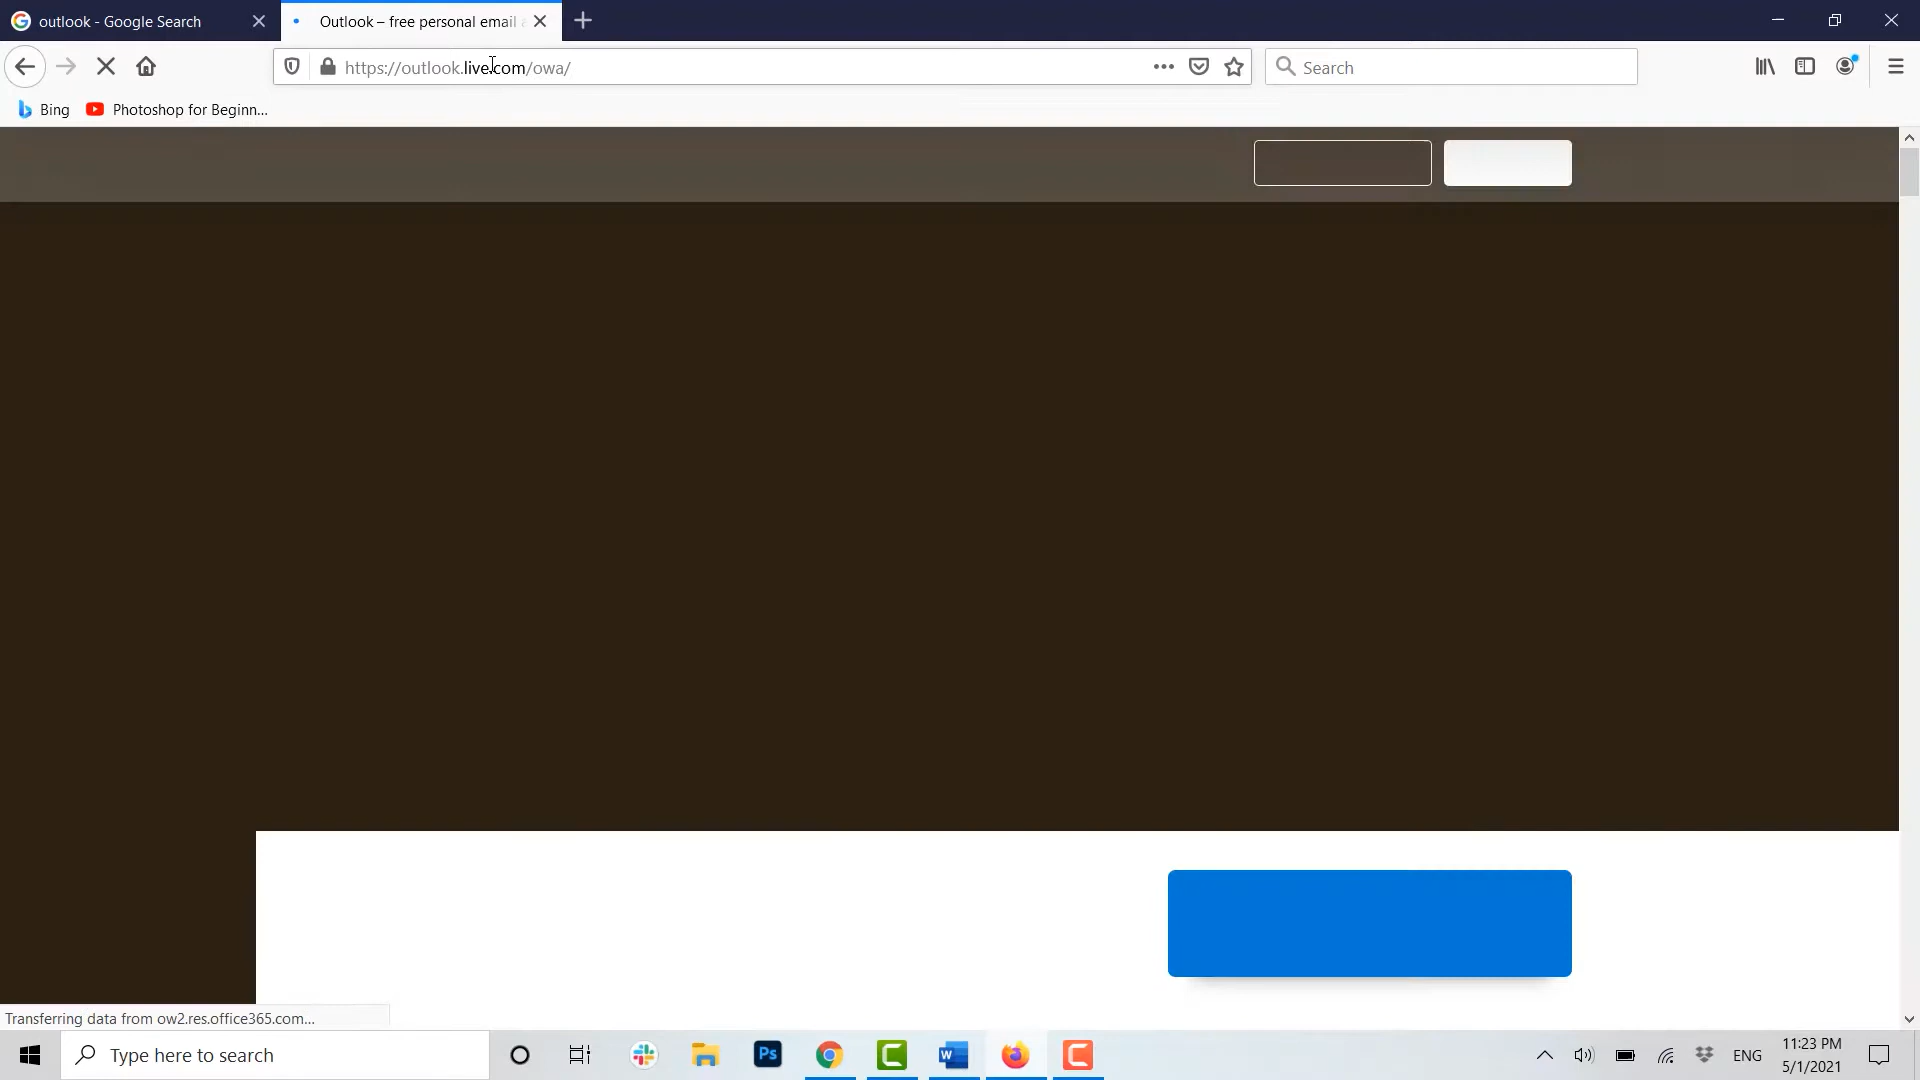 outlook - Google Search
Outlook – free personal email a
https://outlook.live.com/owa/
Search
Bing
Photoshop for Beginn...
Transferring data from ow2.res.office365.com...
Type here to search
Ps
W
ENG
11:23 PM
5/1/2021